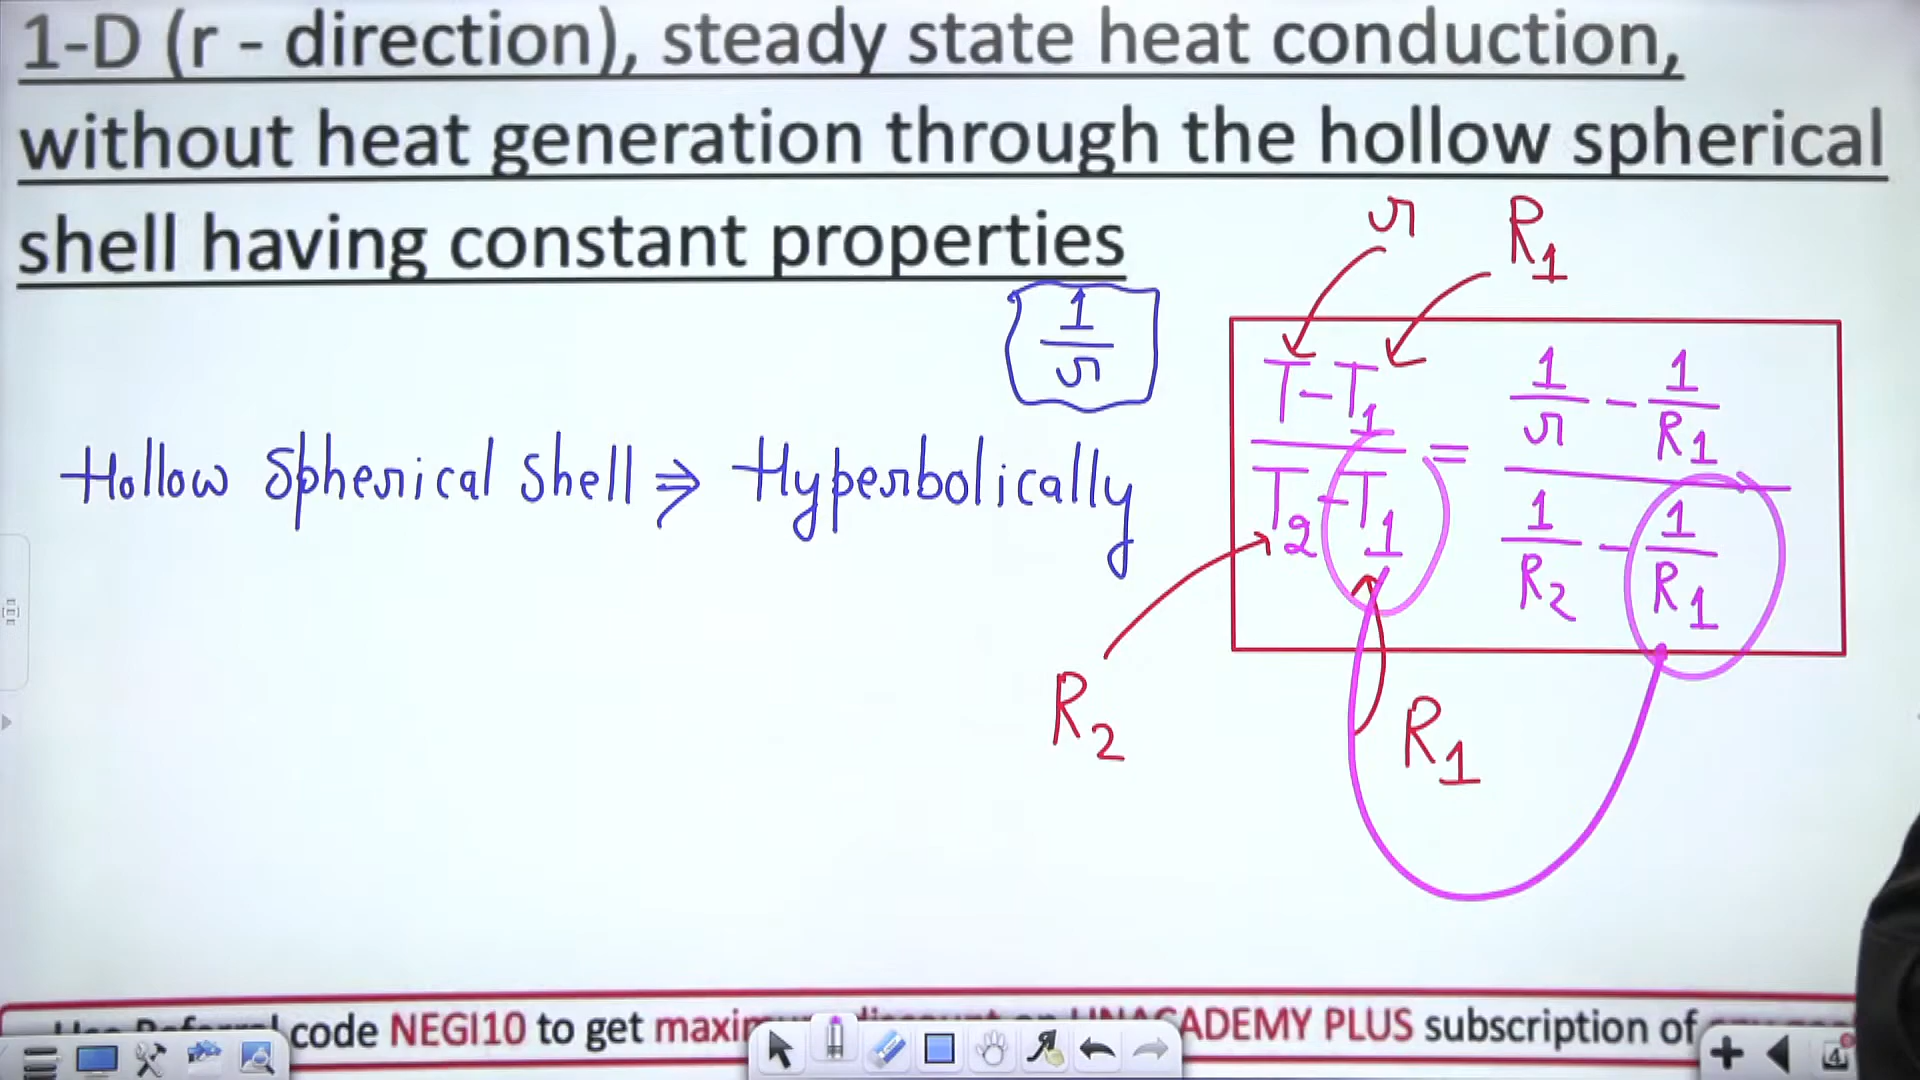 1-D (r - direction), steady state heat conduction,
without heat generation through the hollow spherical
shell having constant properties
r R1
1/r
(T - T1)/(T2 - T1) = (1/r - 1/R1)/(1/R2 - 1/R1)
Hollow Spherical Shell ⇒ Hyperbolically
R2 R1
code NEGI10 to get UNACADEMY PLUS subscription of
4